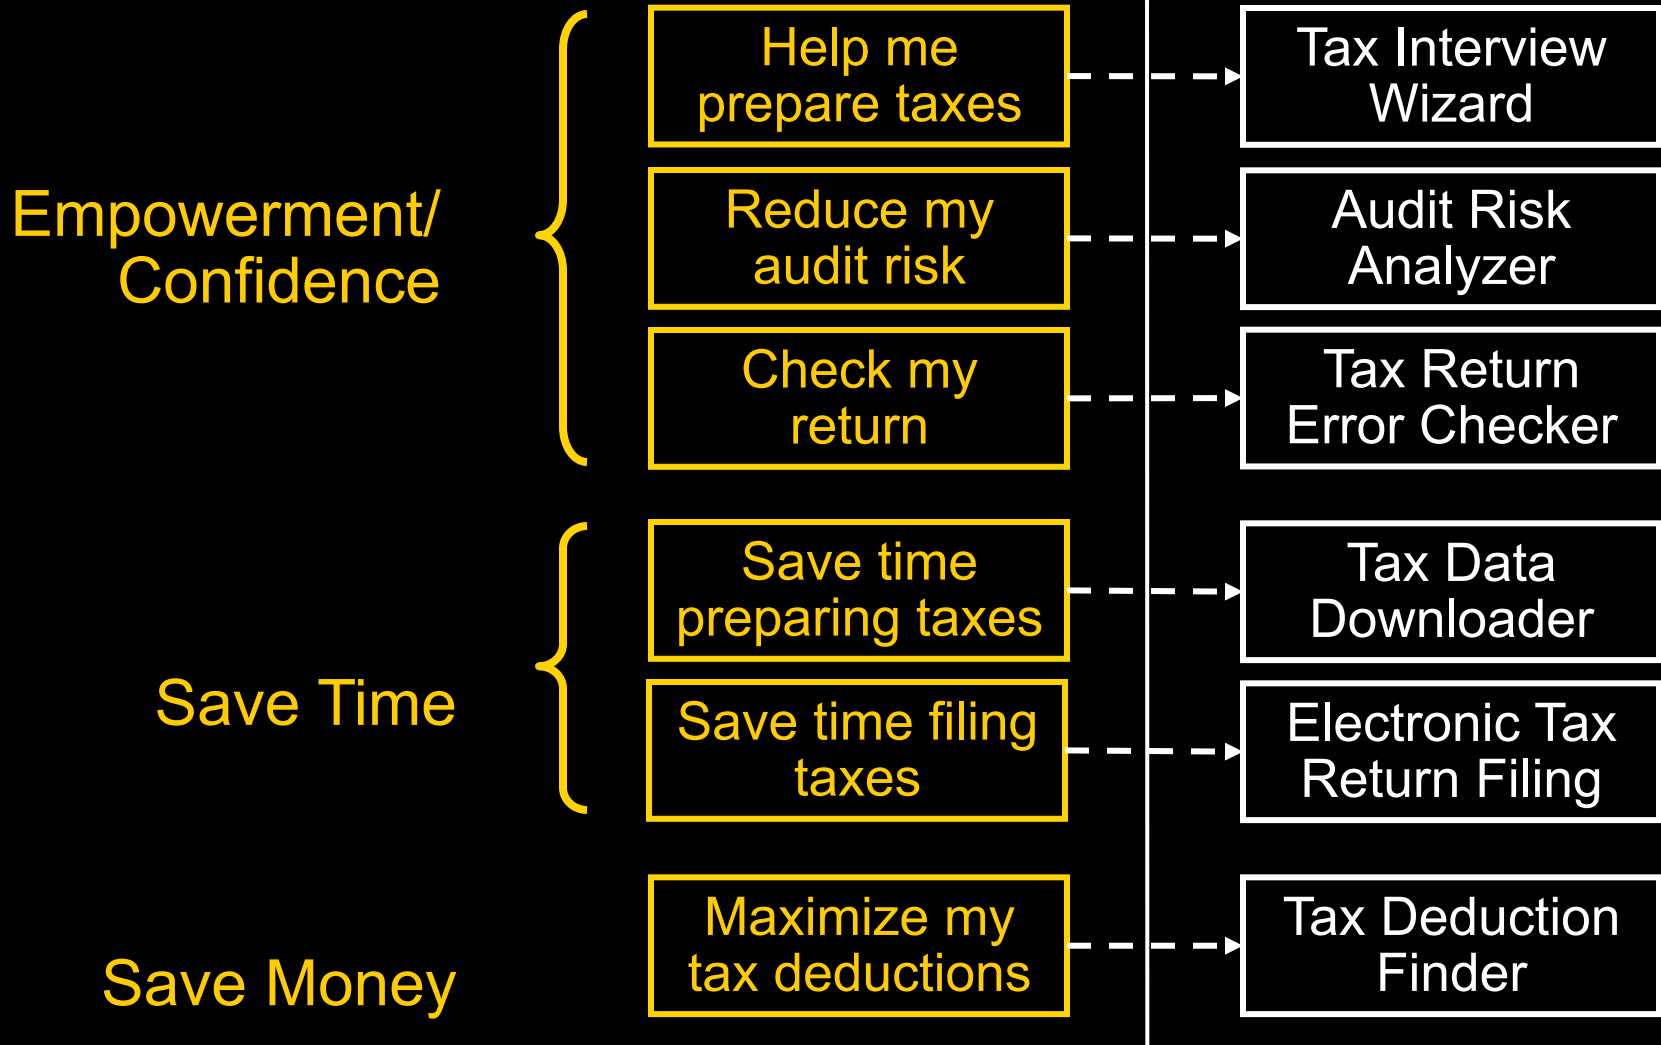 Empowerment/
Confidence
Help me
prepare taxes
Tax Interview
Wizard
Reduce my
audit risk
Audit Risk
Analyzer
Check my
return
Tax Return
Error Checker
Save Time
Save time
preparing taxes
Tax Data
Downloader
Save time filing
taxes
Electronic Tax
Return Filing
Save Money
Maximize my
tax deductions
Tax Deduction
Finder